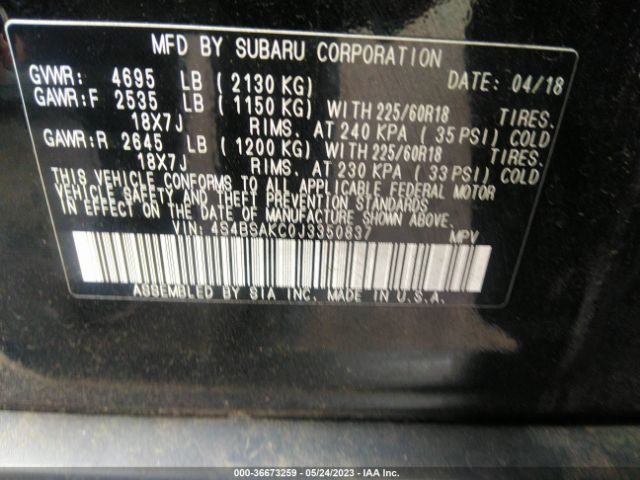 MFD BY SUBARU CORPORATION
GVWR: 4695 LB ( 2130 KG) DATE: 04/18
GAWR:F 2535 LB ( 1150 KG) WITH 225/60R18 TIRES.
18X7J RIMS. AT 240 KPA ( 35 PSI) COLD
GAWR:R 2645 LB ( 1200 KG) WITH 225/60R18 TIRES.
18X7J RIMS. AT 230 KPA ( 33 PSI) COLD
THIS VEHICLE CONFORMS TO ALL APPLICABLE FEDERAL MOTOR
VEHICLE SAFETY AND THEFT PREVENTION STANDARDS
IN EFFECT ON THE DATE OF MANUFACTURE SHOWN ABOVE.
VIN: 4S4BSAKC0J3350837 MPV
ASSEMBLED BY SIA INC. MADE IN U.S.A.
000-36673259 - 05/24/2023 - IAA Inc.